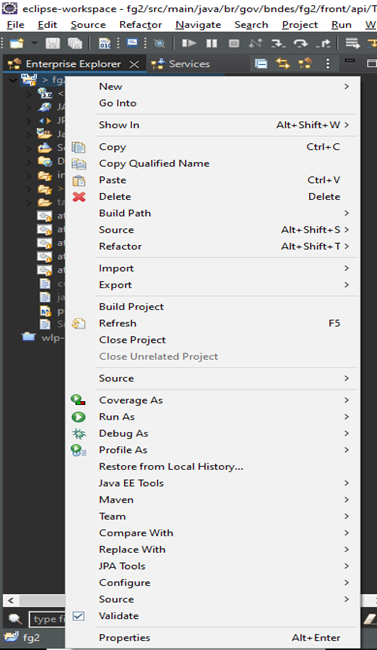 eclipse-workspace - fg2/src/main/java/br/gov/bndes/fg2/front/api/T
File Edit Source Refactor Navigate Search Project Run
Enterprise Explorer Services
> fg
New
Go Into
Show In Alt+Shift+W >
Copy Ctrl+C
Copy Qualified Name
Paste Ctrl+V
Delete Delete
Build Path >
Source Alt+Shift+S >
Refactor Alt+Shift+T >
Import >
Export >
Build Project
Refresh F5
Close Project
Close Unrelated Project
Source >
Coverage As >
Run As >
Debug As >
Profile As >
Restore from Local History...
Java EE Tools >
Maven >
Team >
Compare With >
Replace With >
JPA Tools >
Configure >
Source >
Validate
Properties Alt+Enter
wlp-
type fi
fg2